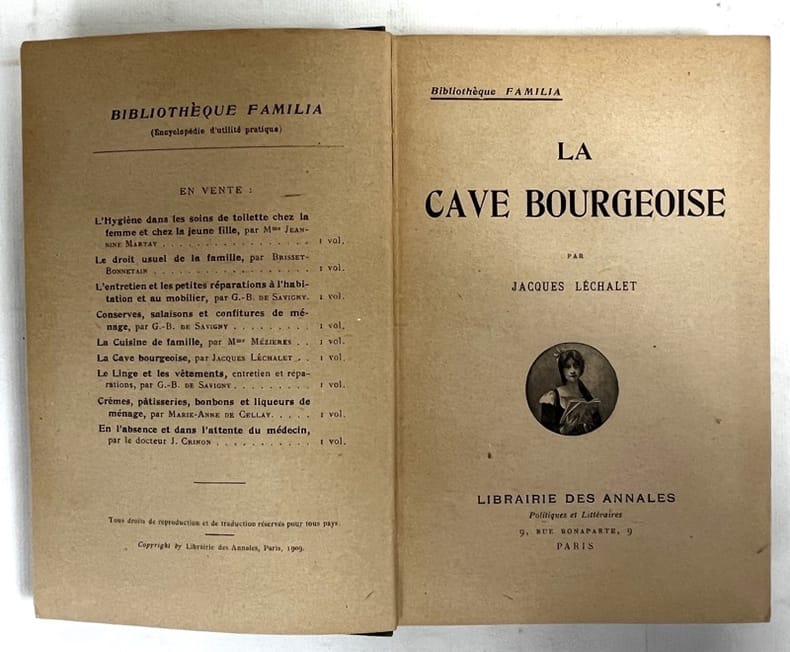 BIBLIOTHÈQUE FAMILIA
(Encyclopédie d'utilité pratique)
EN VENTE :
L'Hygiène dans les soins de toilette chez la
femme et chez la jeune fille, par Mme JEAN-
NINE MARTAY . . . . . . . . . . . . . . . . 1 vol.
Le droit usuel de la famille, par BRISSET-
BONNETAIN . . . . . . . . . . . . . . . . 1 vol.
L'entretien et les petites réparations à l'habi-
tation et au mobilier, par G.-B. DE SAVIGNY. 1 vol.
Conserves, salaisons et confitures de mé-
nage, par G.-B. DE SAVIGNY . . . . . . . . . 1 vol.
La Cuisine de famille, par Mme MÉZIÈRES . . 1 vol.
La Cave bourgeoise, par JACQUES LÉCHALET . . 1 vol.
Le Linge et les vêtements, entretien et répa-
rations, par G.-B. DE SAVIGNY . . . . . . . . 1 vol.
Crèmes, pâtisseries, bonbons et liqueurs de
ménage, par MARIE-ANNE DE CELLAY. . . . . 1 vol.
En l'absence et dans l'attente du médecin,
par le docteur J. CRINON . . . . . . . . . . 1 vol.
Tous droits de reproduction et de traduction réservés pour tous pays.
Copyright by Librairie des Annales, Paris, 1909.
Bibliothèque FAMILIA
LA
CAVE BOURGEOISE
PAR
JACQUES LÉCHALET
LIBRAIRIE DES ANNALES
Politiques et Littéraires
9, RUE BONAPARTE, 9
PARIS